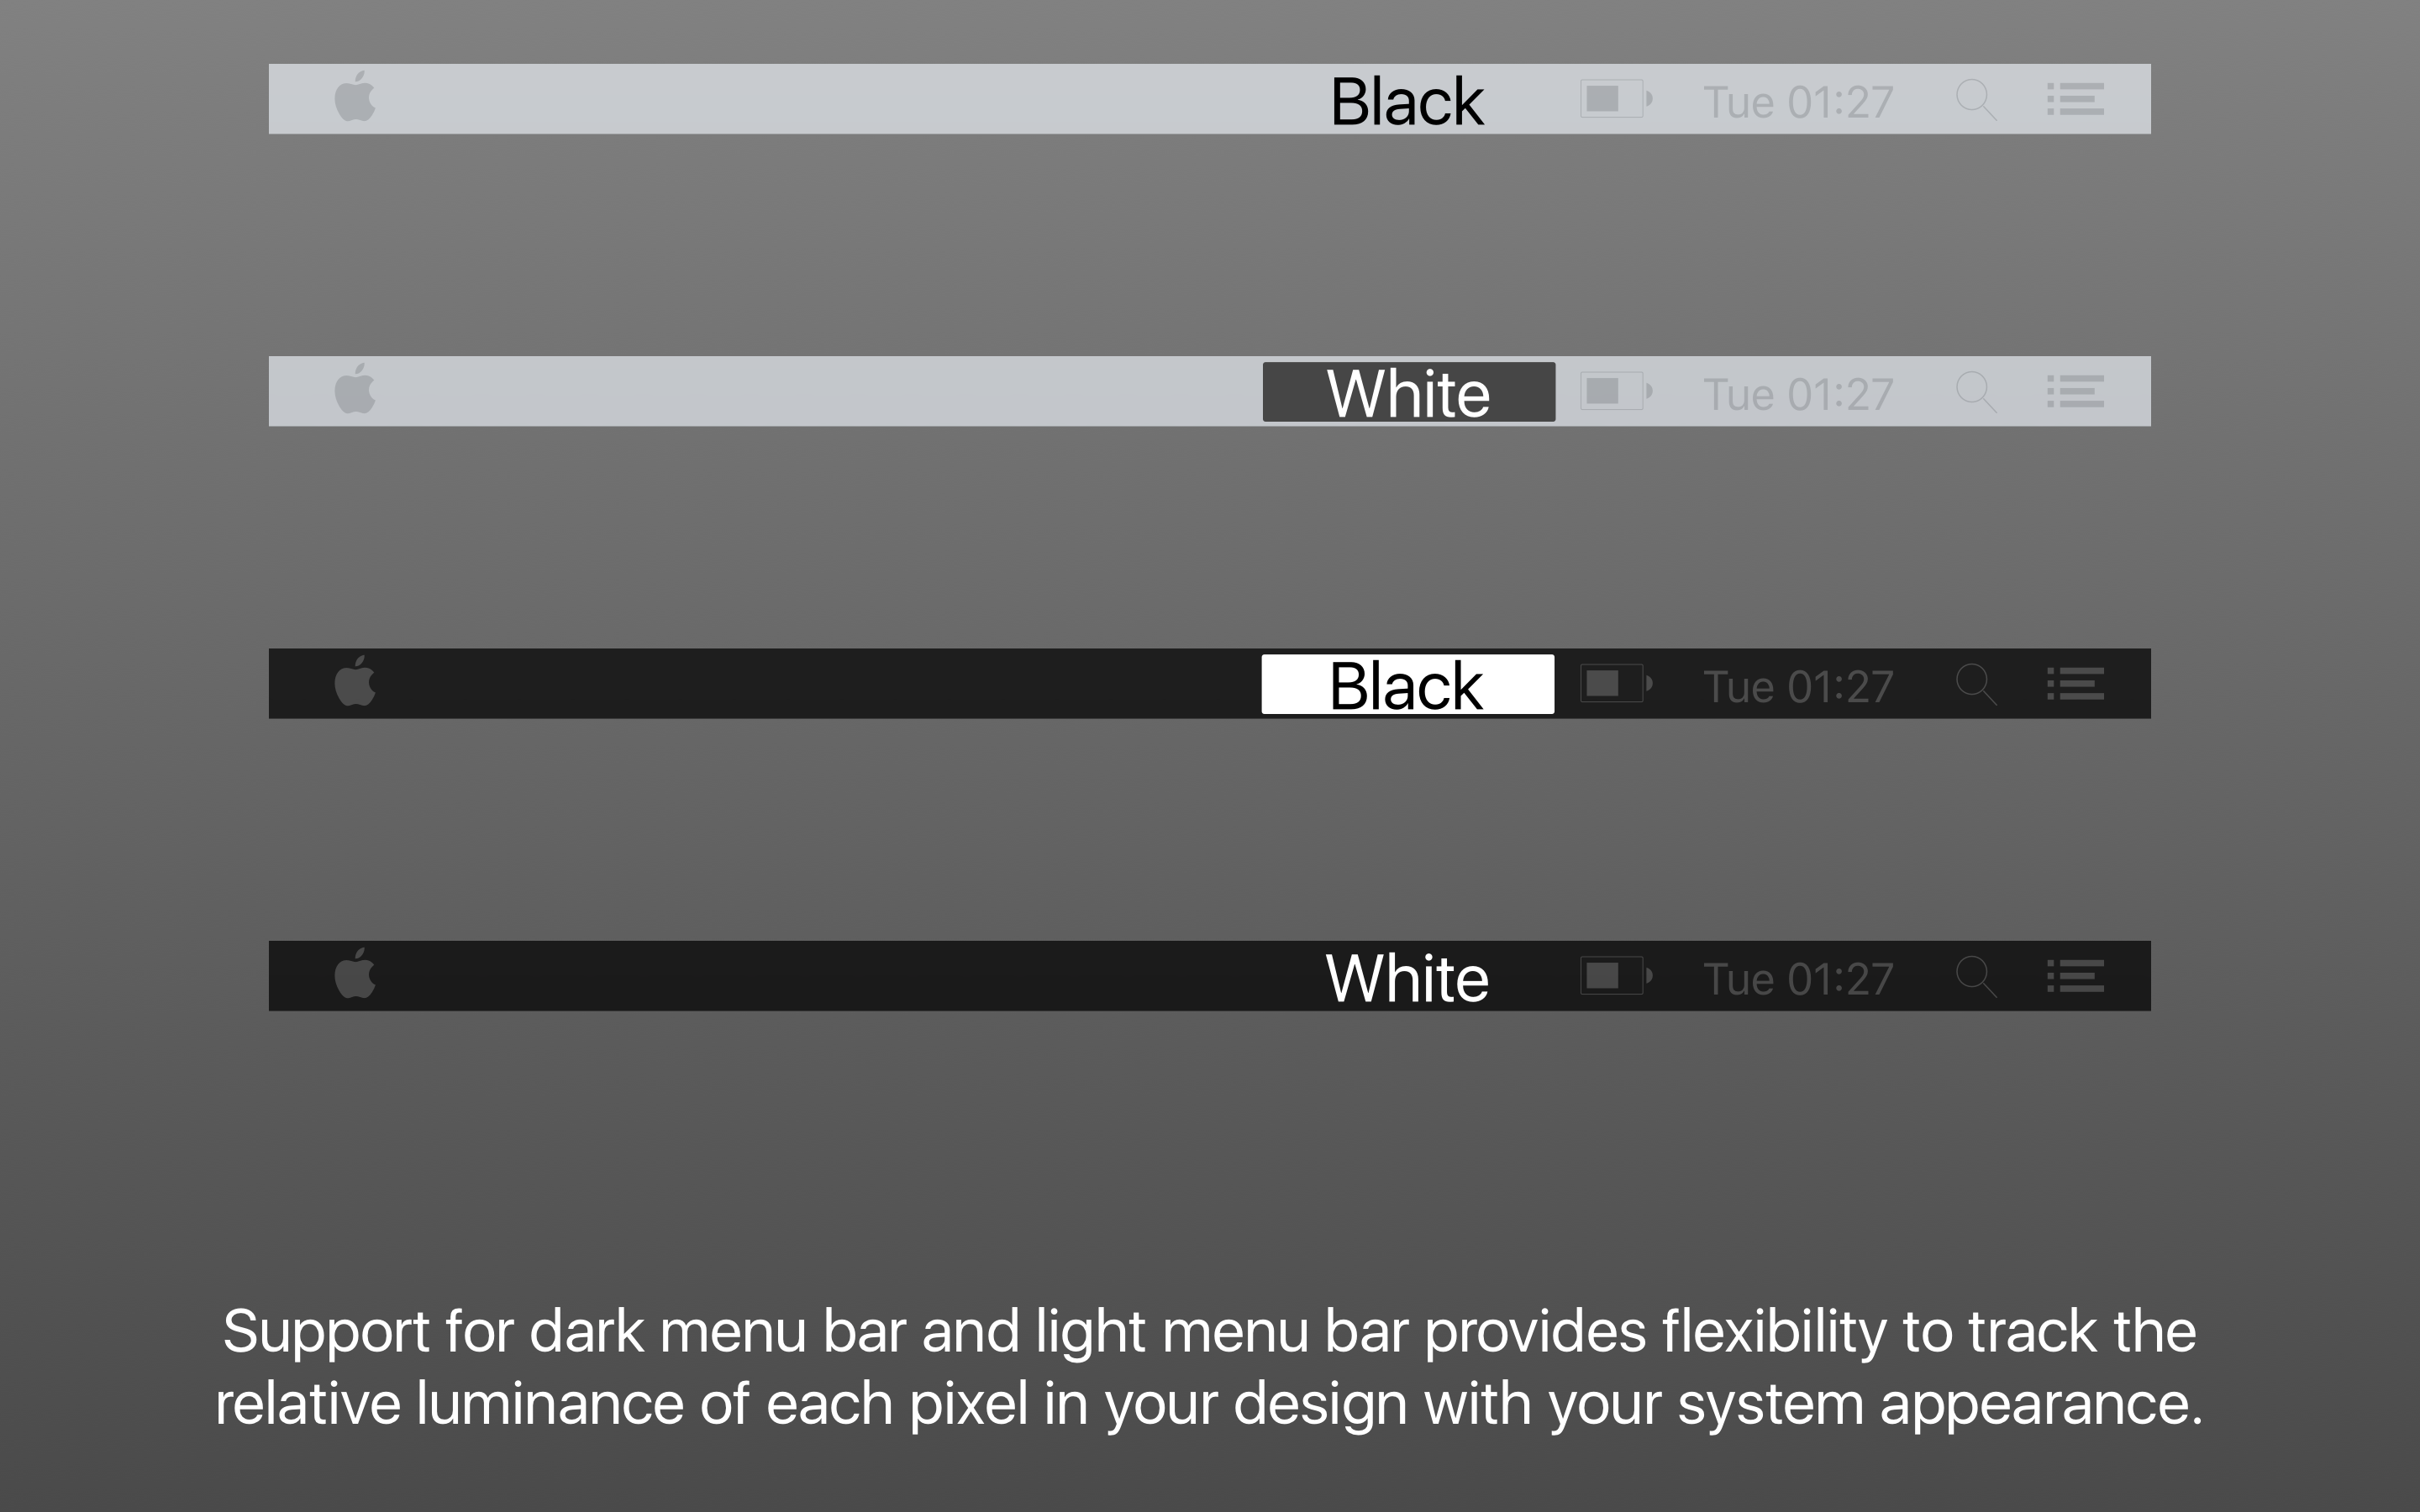 Black Tue 01:27
White Tue 01:27
Black Tue 01:27
White Tue 01:27
Support for dark menu bar and light menu bar provides flexibility to track the
relative luminance of each pixel in your design with your system appearance.